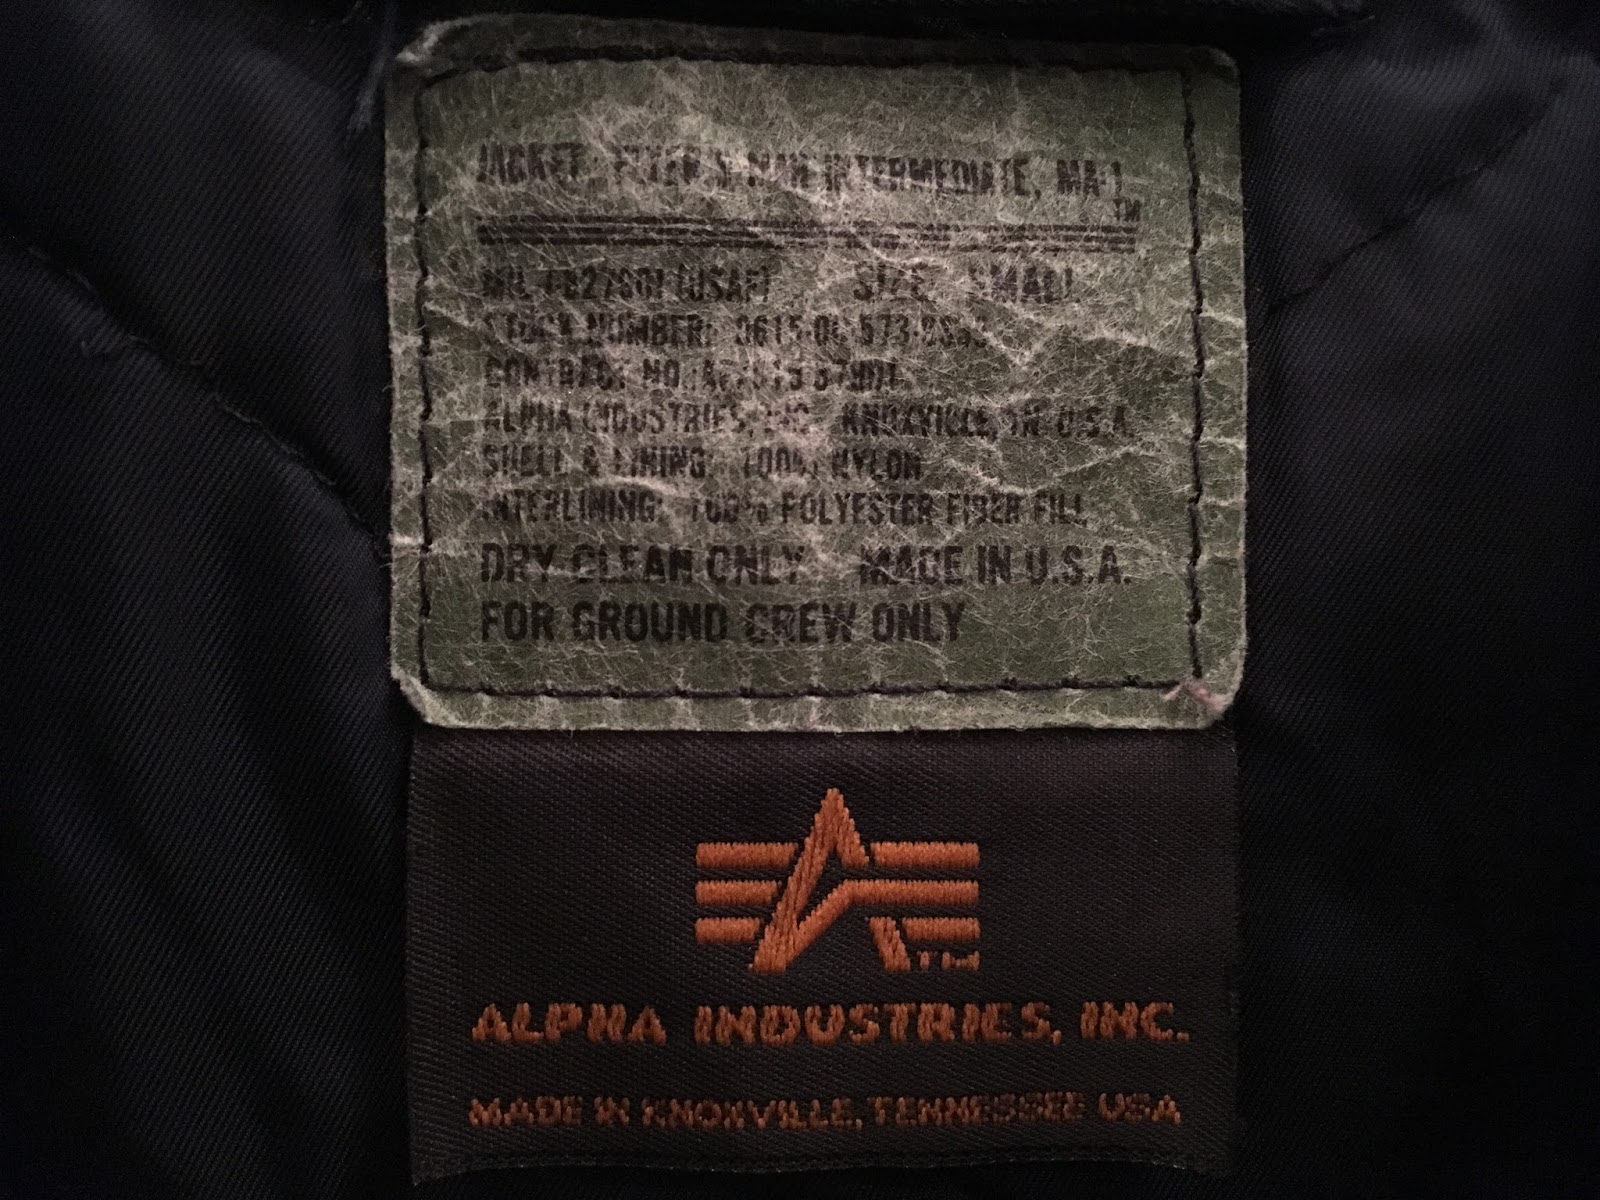 JACKET, FLYER'S MAN INTERMEDIATE, MA-1
TM
(USAF) SIZE SMALL
STOCK NUMBER:
CONTRACT NO.:
ALPHA INDUSTRIES, INC. KNOXVILLE, TN U.S.A.
SHELL & LINING: 100% NYLON
INTERLINING: 100% POLYESTER FIBER FILL
DRY CLEAN ONLY MADE IN U.S.A.
FOR GROUND CREW ONLY
TM
ALPHA INDUSTRIES, INC.
MADE IN KNOXVILLE, TENNESSEE USA